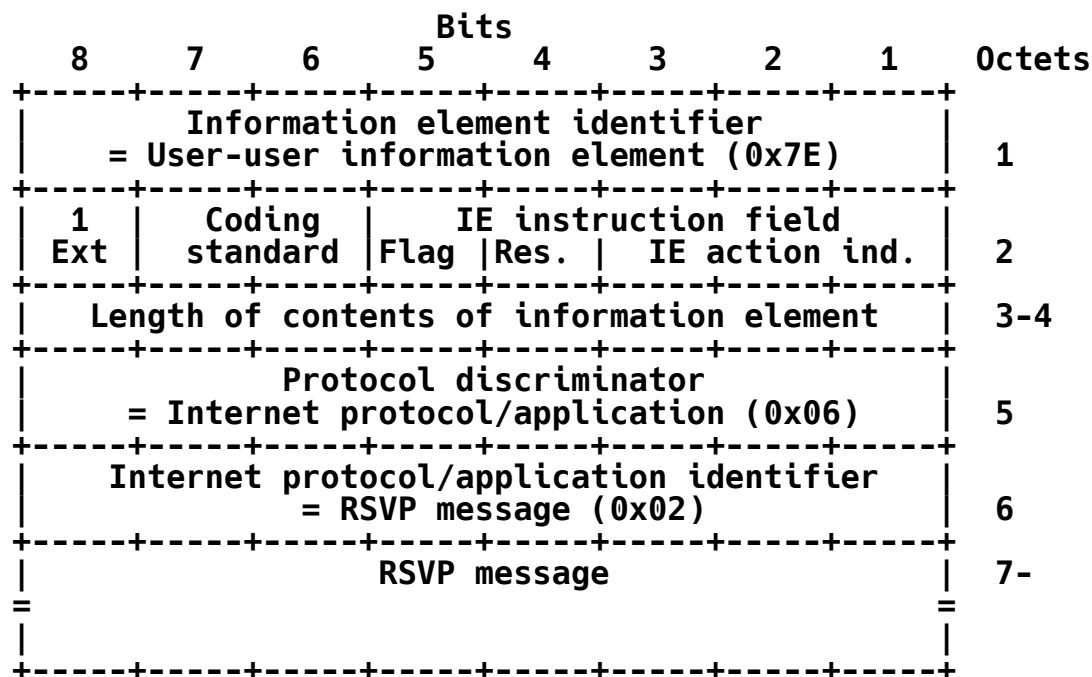 Bits
   8     7     6     5     4     3     2     1    Octets
+-----+-----+-----+-----+-----+-----+-----+-----+
|        Information element identifier         |
|    = User-user information element (0x7E)     |  1
+-----+-----+-----+-----+-----+-----+-----+-----+
|  1  |   Coding  |    IE instruction field     |
| Ext |  standard |Flag |Res. |  IE action ind. |  2
+-----+-----+-----+-----+-----+-----+-----+-----+
|   Length of contents of information element   |  3-4
+-----+-----+-----+-----+-----+-----+-----+-----+
|             Protocol discriminator            |
|     = Internet protocol/application (0x06)    |  5
+-----+-----+-----+-----+-----+-----+-----+-----+
|    Internet protocol/application identifier   |
|              = RSVP message (0x02)            |  6
+-----+-----+-----+-----+-----+-----+-----+-----+
|                  RSVP message                 |  7-
=                                               =
|                                               |
+-----+-----+-----+-----+-----+-----+-----+-----+